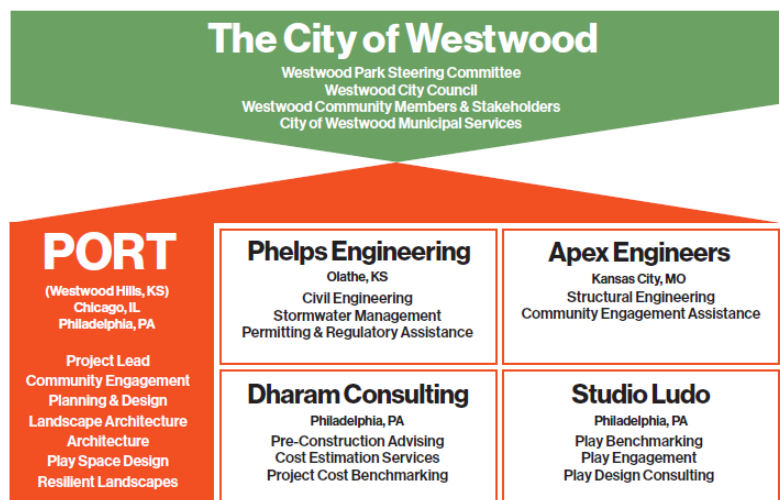 The City of Westwood
Westwood Park Steering Committee
Westwood City Council
Westwood Community Members & Stakeholders
City of Westwood Municipal Services
PORT
(Westwood Hills, KS)
Chicago, IL
Philadelphia, PA
Project Lead
Community Engagement
Planning & Design
Landscape Architecture
Architecture
Play Space Design
Resilient Landscapes
Phelps Engineering
Olathe, KS
Civil Engineering
Stormwater Management
Permitting & Regulatory Assistance
Apex Engineers
Kansas City, MO
Structural Engineering
Community Engagement Assistance
Dharam Consulting
Philadelphia, PA
Pre-Construction Advising
Cost Estimation Services
Project Cost Benchmarking
Studio Ludo
Philadelphia, PA
Play Benchmarking
Play Engagement
Play Design Consulting